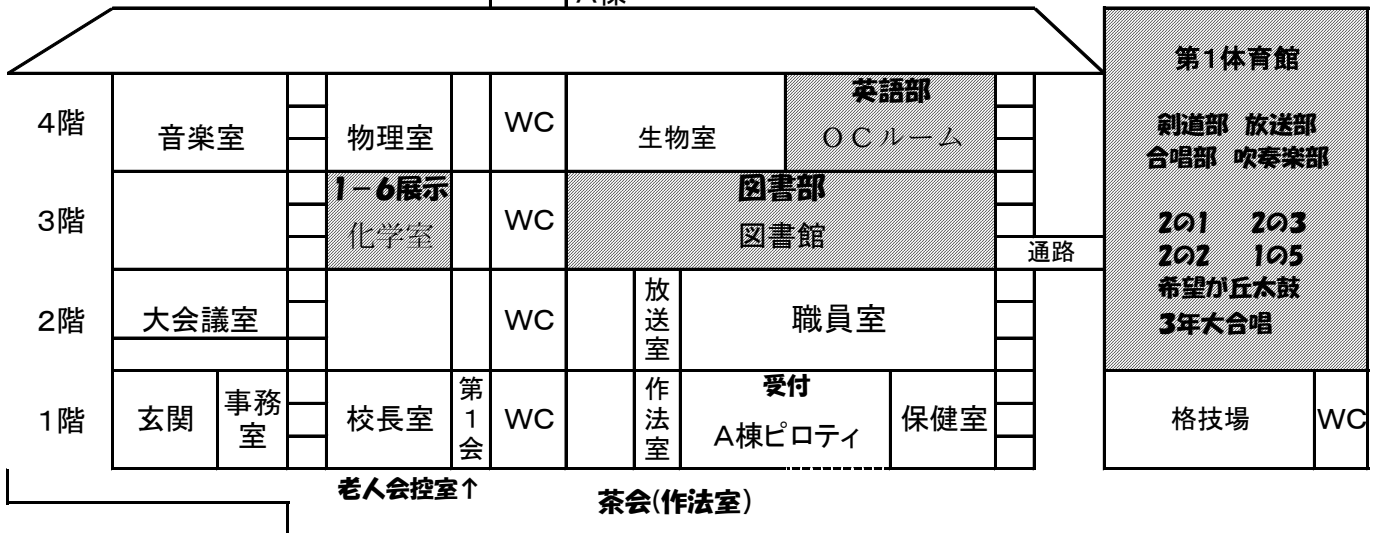 A棟
第1体育館
英語部
4階
音楽室
物理室
WC
生物室
OCルーム
剣道部 放送部
合唱部 吹奏楽部
1-6展示
図書部
3階
化学室
WC
図書館
通路
2の1 2の3
2の2 1の5
希望が丘太鼓
3年大合唱
2階
大会議室
WC
放送室
職員室
1階
玄関
事務室
校長室
第1会
WC
作法室
受付
A棟ピロティ
保健室
格技場
WC
老人会控室↑
茶会(作法室)